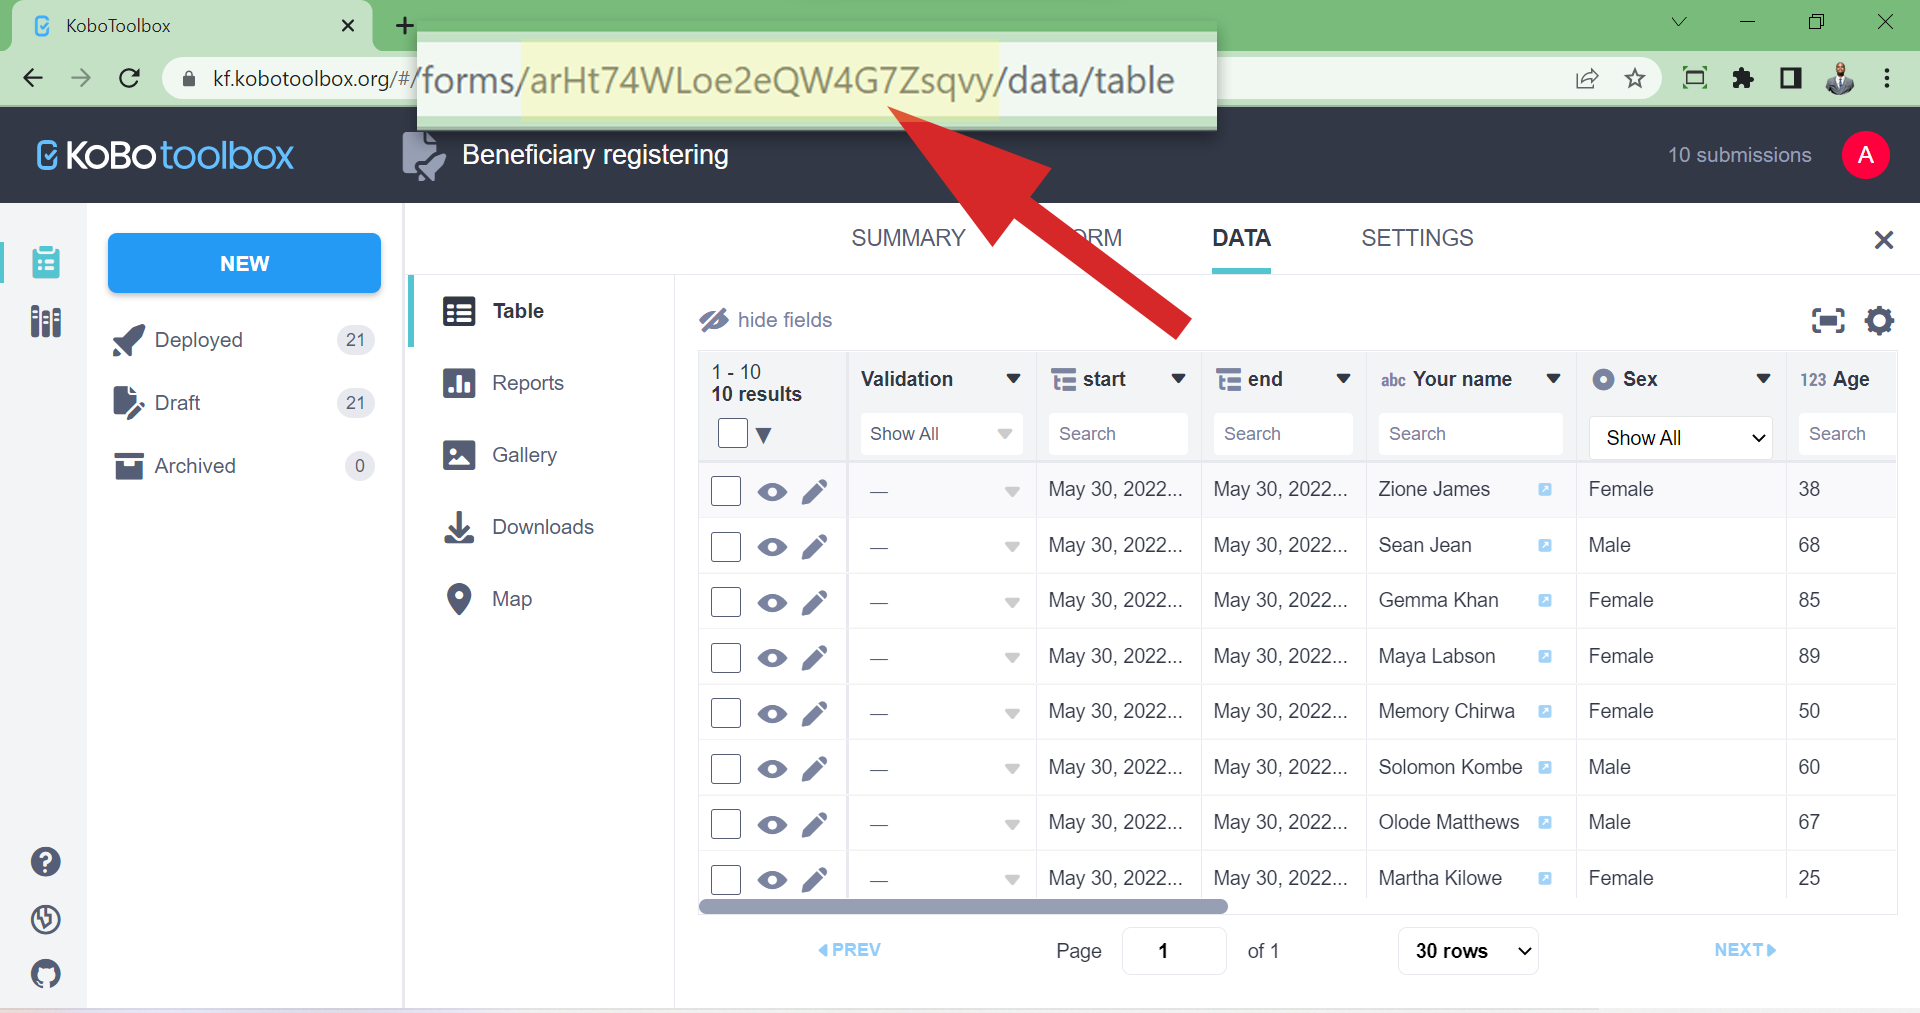 KoboToolbox
kf.kobotoolbox.org/#/forms/arHt74WLoe2eQW4G7Zsqvy/data/table
KoBo toolbox
Beneficiary registering
10 submissions
A
NEW
Deployed 21
Draft 21
Archived 0
SUMMARY ORM DATA SETTINGS
Table
Reports
Gallery
Downloads
Map
hide fields
1 - 10
10 results
Validation start end abc Your name Sex 123 Age
Show All Search Search Search Show All Search
— May 30, 2022... May 30, 2022... Zione James Female 38
— May 30, 2022... May 30, 2022... Sean Jean Male 68
— May 30, 2022... May 30, 2022... Gemma Khan Female 85
— May 30, 2022... May 30, 2022... Maya Labson Female 89
— May 30, 2022... May 30, 2022... Memory Chirwa Female 50
— May 30, 2022... May 30, 2022... Solomon Kombe Male 60
— May 30, 2022... May 30, 2022... Olode Matthews Male 67
— May 30, 2022... May 30, 2022... Martha Kilowe Female 25
PREV Page 1 of 1 30 rows NEXT